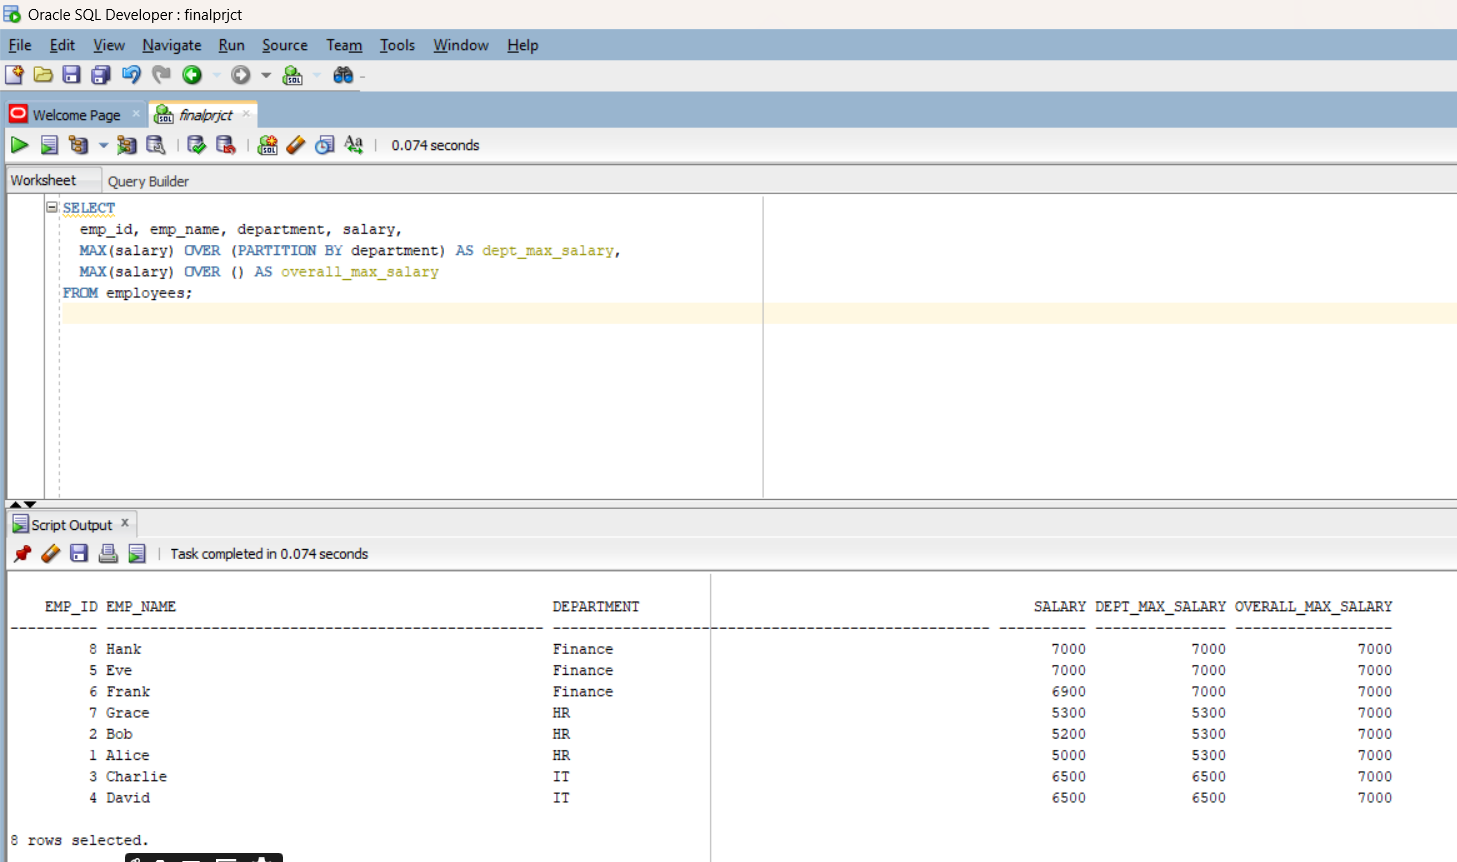 Oracle SQL Developer : finalprjct
File Edit View Navigate Run Source Team Tools Window Help
Welcome Page finalprjct
0.074 seconds
Worksheet Query Builder
SELECT
emp_id, emp_name, department, salary,
MAX(salary) OVER (PARTITION BY department) AS dept_max_salary,
MAX(salary) OVER () AS overall_max_salary
FROM employees;
Script Output
Task completed in 0.074 seconds
EMP_ID EMP_NAME DEPARTMENT SALARY DEPT_MAX_SALARY OVERALL_MAX_SALARY
8 Hank Finance 7000 7000 7000
5 Eve Finance 7000 7000 7000
6 Frank Finance 6900 7000 7000
7 Grace HR 5300 5300 7000
2 Bob HR 5200 5300 7000
1 Alice HR 5000 5300 7000
3 Charlie IT 6500 6500 7000
4 David IT 6500 6500 7000
8 rows selected.